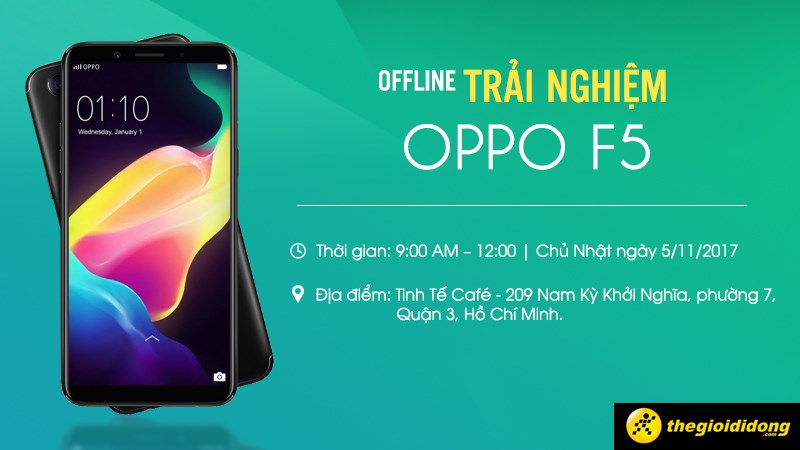 OPPO
01:10
Wednesday, January 1
OFFLINE TRẢI NGHIỆM
OPPO F5
Thời gian: 9:00 AM – 12:00 | Chủ Nhật ngày 5/11/2017
Địa điểm: Tinh Tế Café - 209 Nam Kỳ Khởi Nghĩa, phường 7,
Quận 3, Hồ Chí Minh.
thegioididong
.com